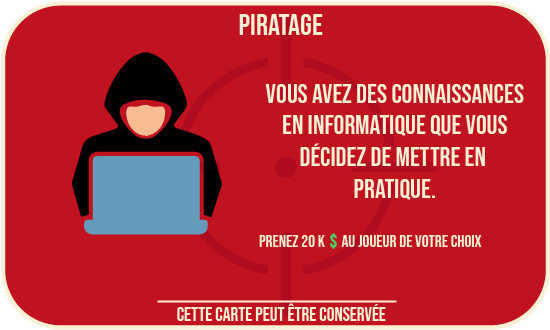 PIRATAGE
VOUS AVEZ DES CONNAISSANCES
EN INFORMATIQUE QUE VOUS
DÉCIDEZ DE METTRE EN
PRATIQUE.
PRENEZ 20 K $ AU JOUEUR DE VOTRE CHOIX
CETTE CARTE PEUT ÊTRE CONSERVÉE